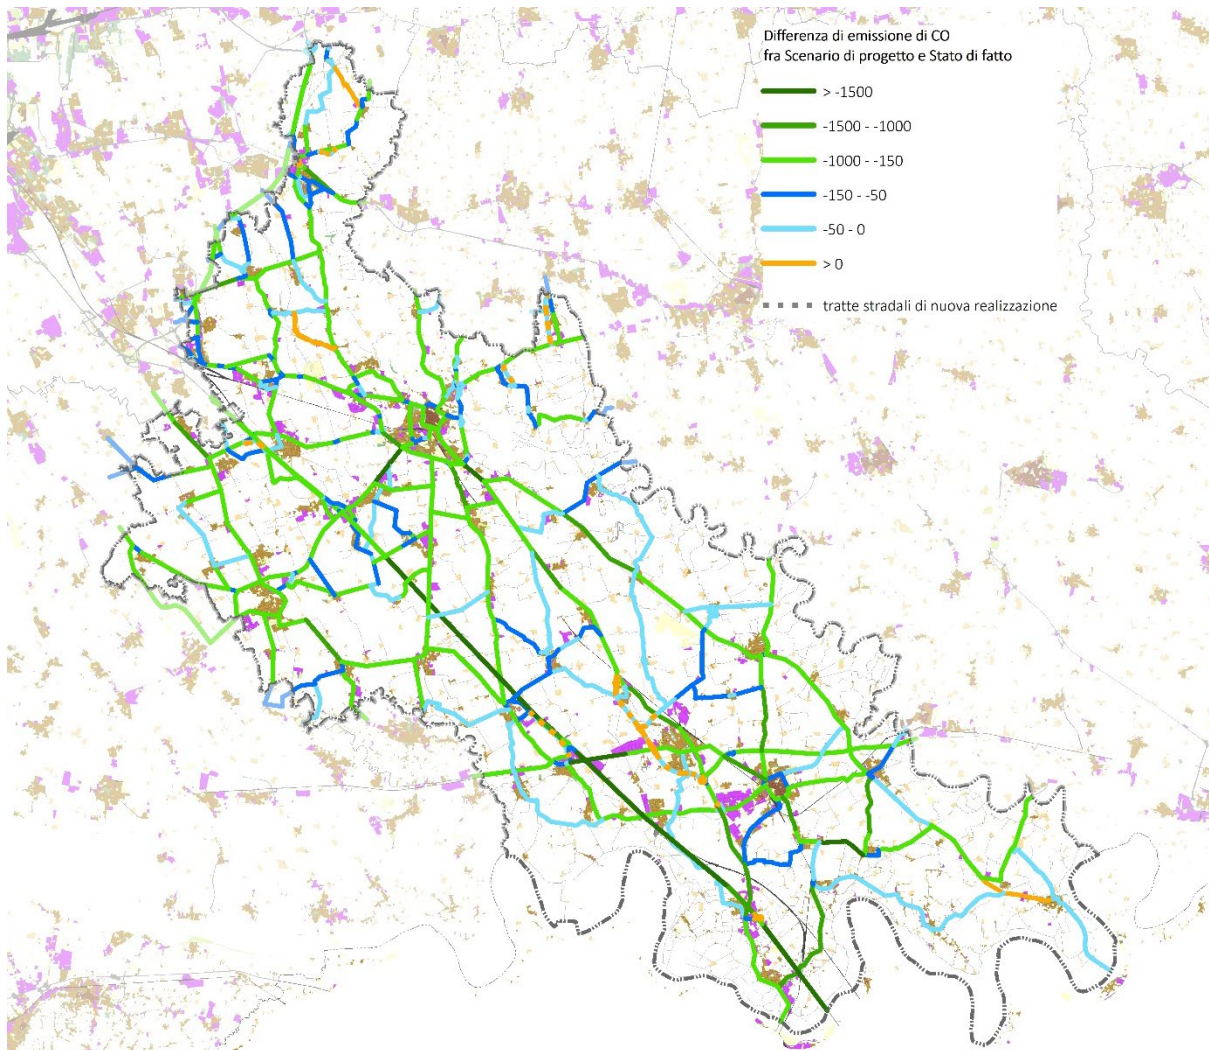 Differenza di emissione di CO
fra Scenario di progetto e Stato di fatto
> -1500
-1500 - -1000
-1000 - -150
-150 - -50
-50 - 0
> 0
tratte stradali di nuova realizzazione